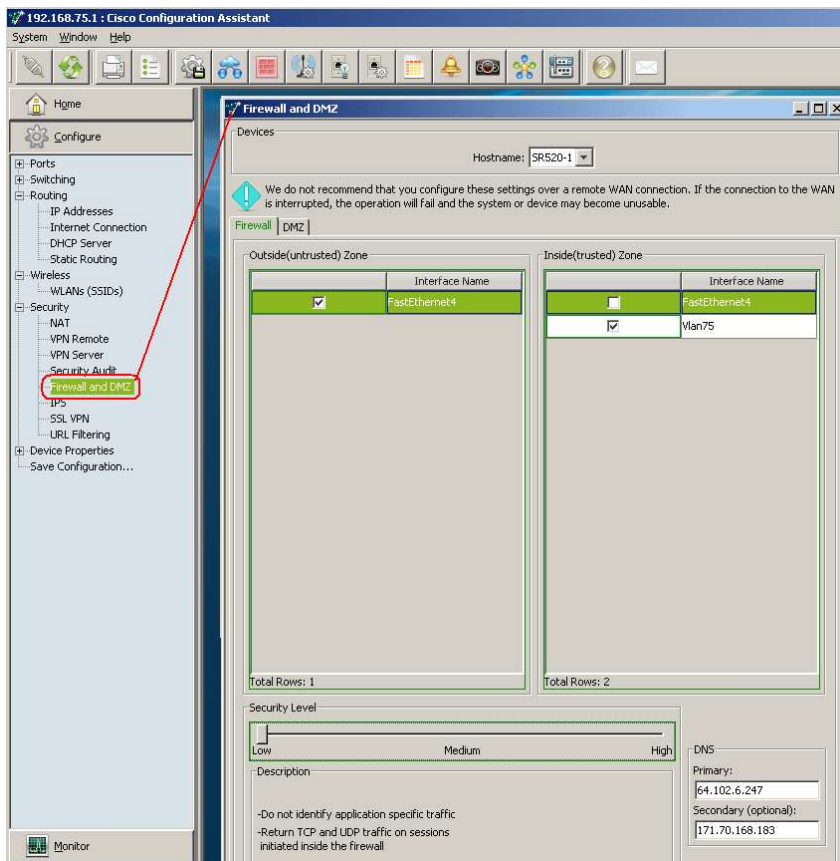 192.168.75.1 : Cisco Configuration Assistant
System Window Help
Home
Configure
Ports
Switching
Routing
IP Addresses
Internet Connection
DHCP Server
Static Routing
Wireless
WLANs (SSIDs)
Security
NAT
VPN Remote
VPN Server
Security Audit
Firewall and DMZ
IPS
SSL VPN
URL Filtering
Device Properties
Save Configuration...
Monitor
Firewall and DMZ
Devices
Hostname: SR520-1
We do not recommend that you configure these settings over a remote WAN connection. If the connection to the WAN
is interrupted, the operation will fail and the system or device may become unusable.
Firewall DMZ
Outside(untrusted) Zone
Interface Name
FastEthernet4
Total Rows: 1
Inside(trusted) Zone
Interface Name
FastEthernet4
Vlan75
Total Rows: 2
Security Level
Low Medium High
Description
-Do not identify application specific traffic
-Return TCP and UDP traffic on sessions
initiated inside the firewall
DNS
Primary:
64.102.6.247
Secondary (optional):
171.70.168.183